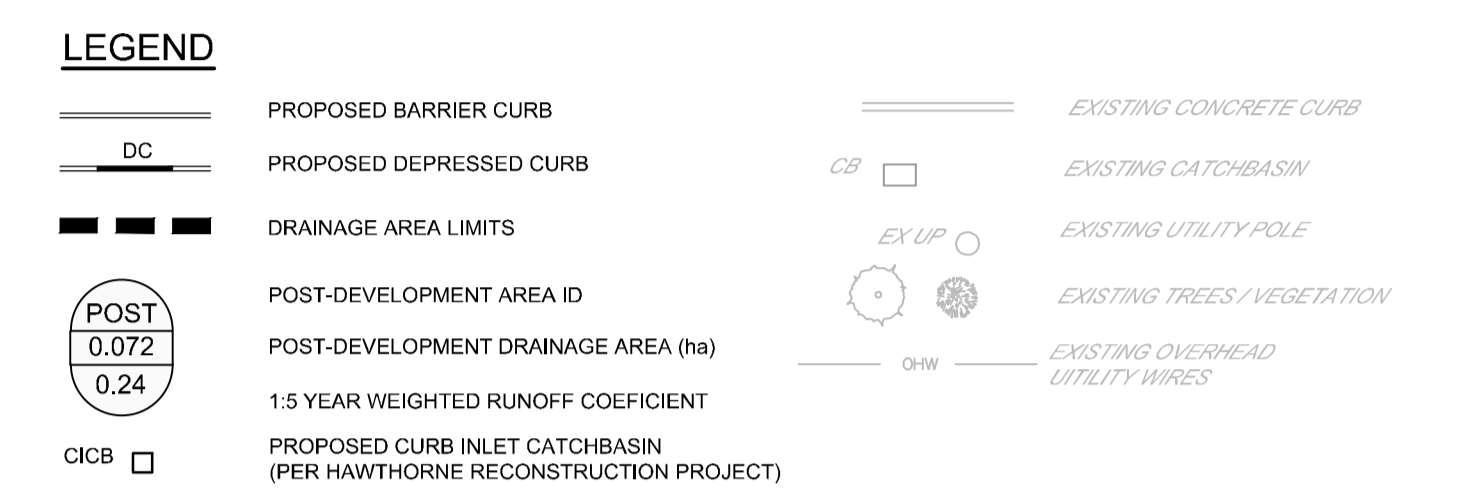 LEGEND
PROPOSED BARRIER CURB
DC
PROPOSED DEPRESSED CURB
DRAINAGE AREA LIMITS
POST
0.072
0.24
POST-DEVELOPMENT AREA ID
POST-DEVELOPMENT DRAINAGE AREA (ha)
1:5 YEAR WEIGHTED RUNOFF COEFICIENT
CICB
PROPOSED CURB INLET CATCHBASIN
(PER HAWTHORNE RECONSTRUCTION PROJECT)
EXISTING CONCRETE CURB
CB
EXISTING CATCHBASIN
EX UP
EXISTING UTILITY POLE
EXISTING TREES / VEGETATION
OHW
EXISTING OVERHEAD
UITILITY WIRES